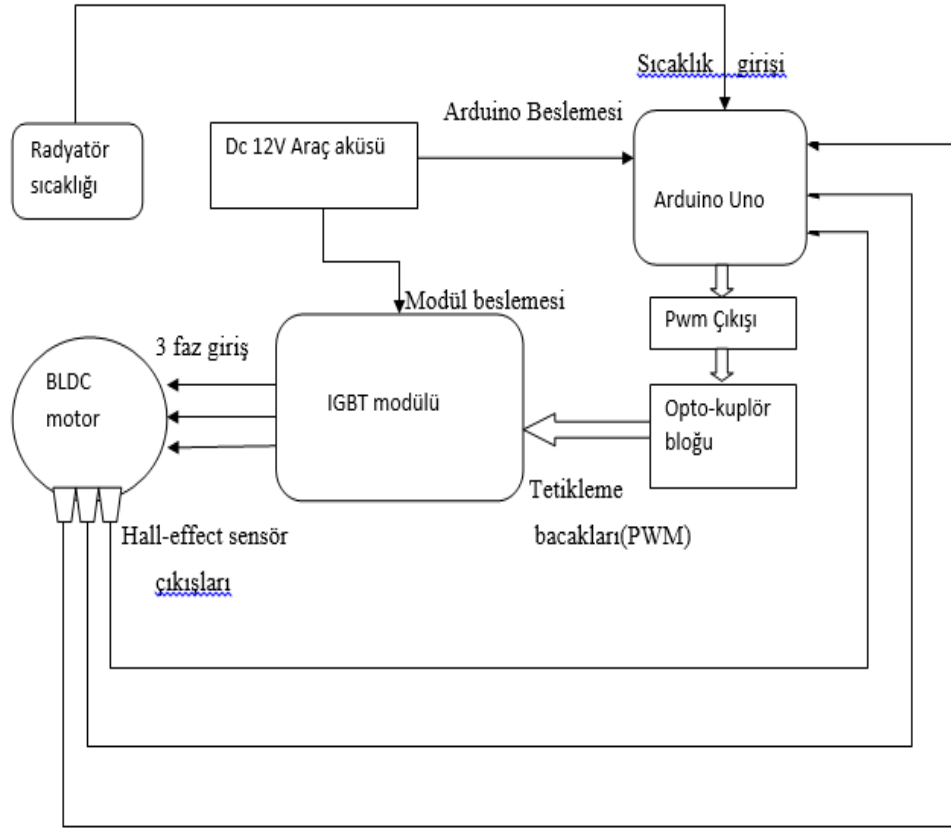 Sıcaklık girişi
Arduino Beslemesi
Radyatör
sıcaklığı
Dc 12V Araç aküsü
Arduino Uno
Modül beslemesi
Pwm Çıkışı
3 faz giriş
BLDC
motor
IGBT modülü
Opto-kuplör
bloğu
Tetikleme
bacakları(PWM)
Hall-effect sensör
çıkışları